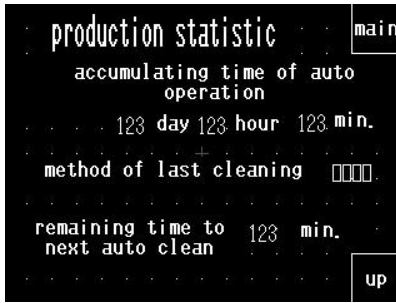 production statistic
main
accumulating time of auto
operation
123 day 123 hour 123 min.
method of last cleaning
remaining time to
next auto clean
123 min.
up